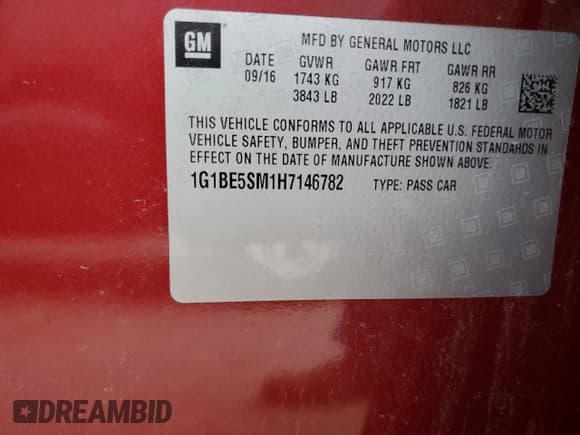 GM
MFD BY GENERAL MOTORS LLC
DATE GVWR GAWR FRT GAWR RR
09/16 1743 KG 917 KG 826 KG
3843 LB 2022 LB 1821 LB
THIS VEHICLE CONFORMS TO ALL APPLICABLE U.S. FEDERAL MOTOR
VEHICLE SAFETY, BUMPER, AND THEFT PREVENTION STANDARDS IN
EFFECT ON THE DATE OF MANUFACTURE SHOWN ABOVE.
1G1BE5SM1H7146782 TYPE: PASS CAR
DREAMBID